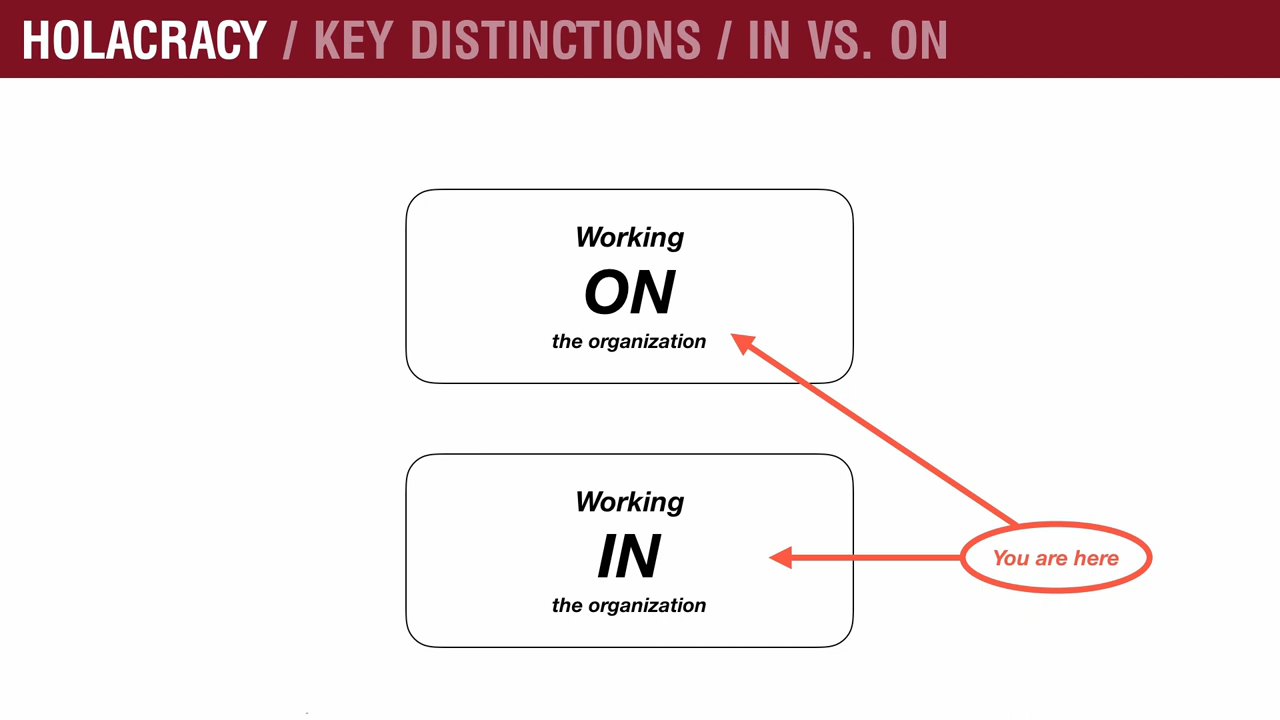 HOLACRACY / KEY DISTINCTIONS / IN VS. ON
Working
ON
the organization
Working
IN
the organization
You are here